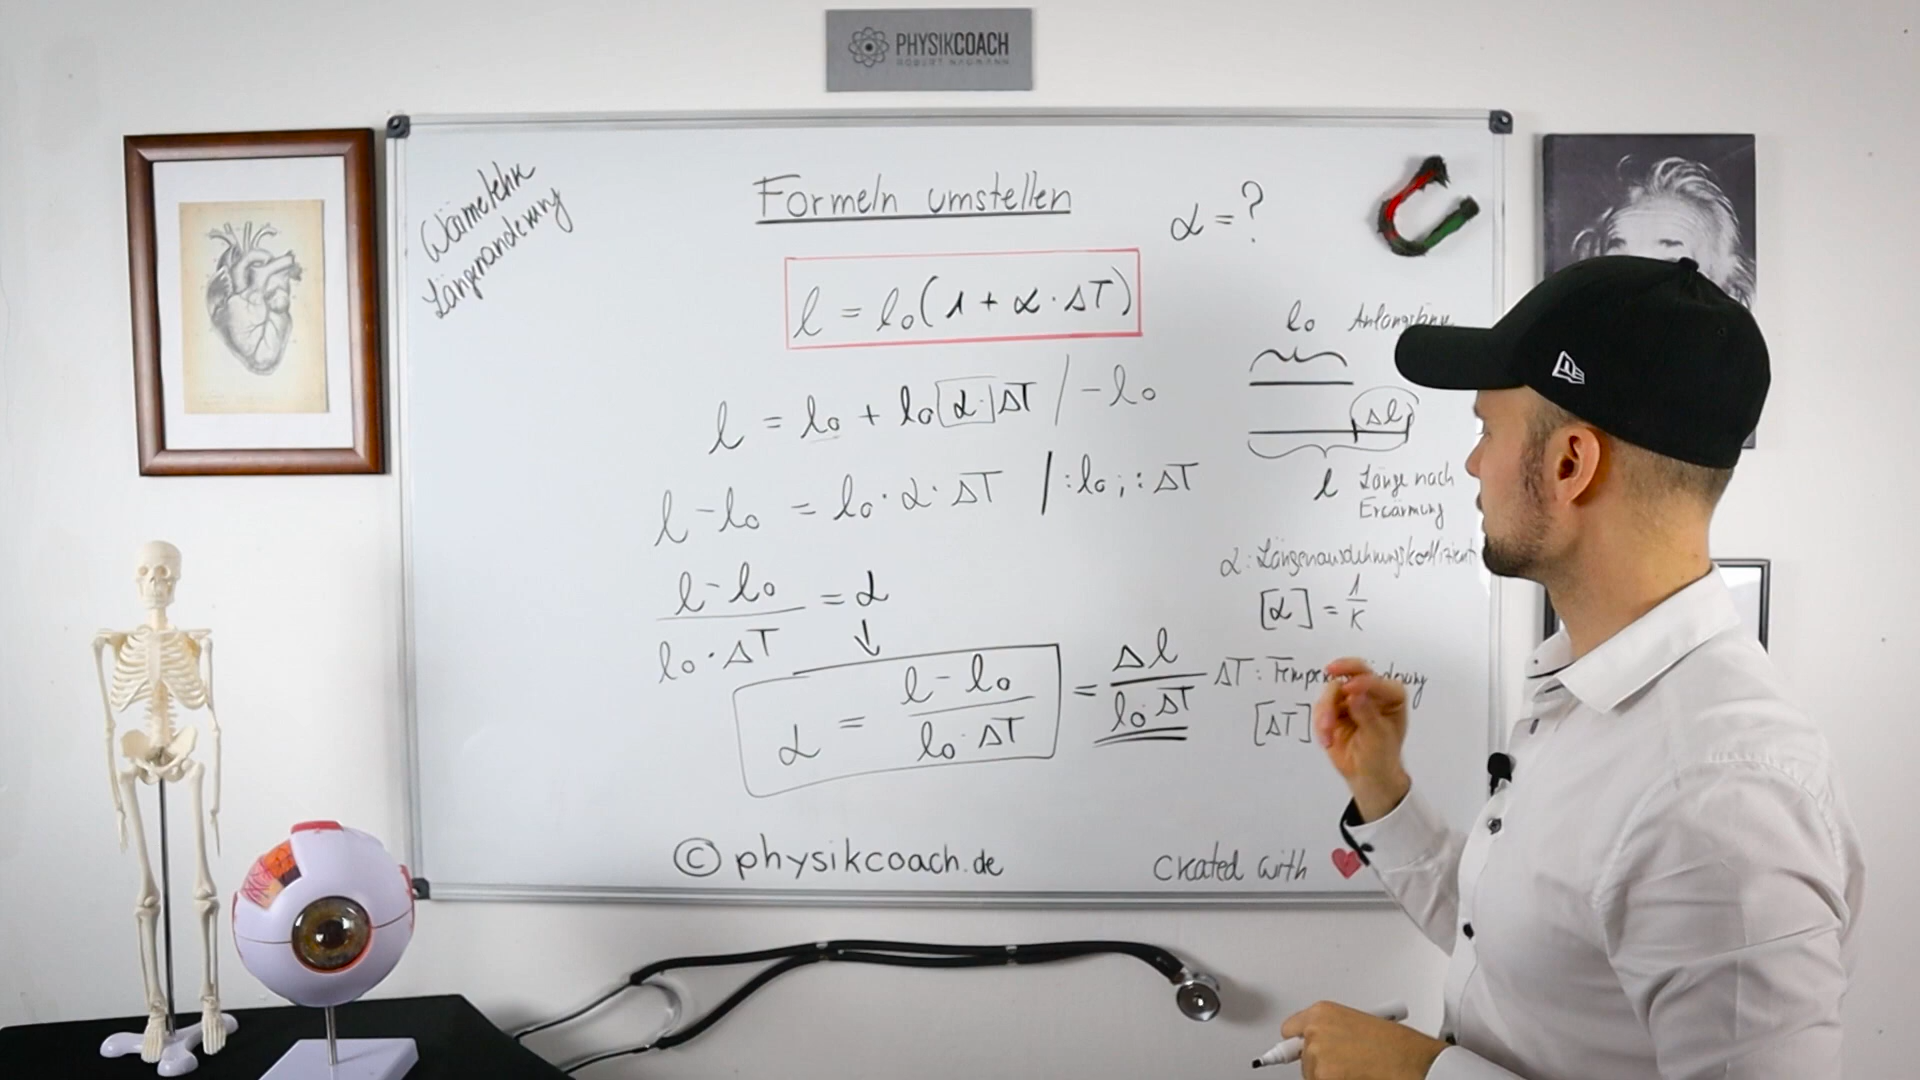 PHYSIKCOACH
ROBERT NAUMANN
Wärmelehre
Längenänderung
Formeln umstellen
α = ?
l = l₀(1 + α · ΔT)
l = l₀ + l₀ α · ΔT / - l₀
l - l₀ = l₀ · α · ΔT / : l₀ ; : ΔT
l - l₀ / l₀ · ΔT = α
↓
α = l - l₀ / l₀ · ΔT = Δl / l₀ · ΔT
l₀
Δl
l Länge nach
Erwärmung
α : Längenausdehnungskoeffizient
[α] = 1/K
ΔT :
[ΔT]
© physikcoach.de
created with ❤